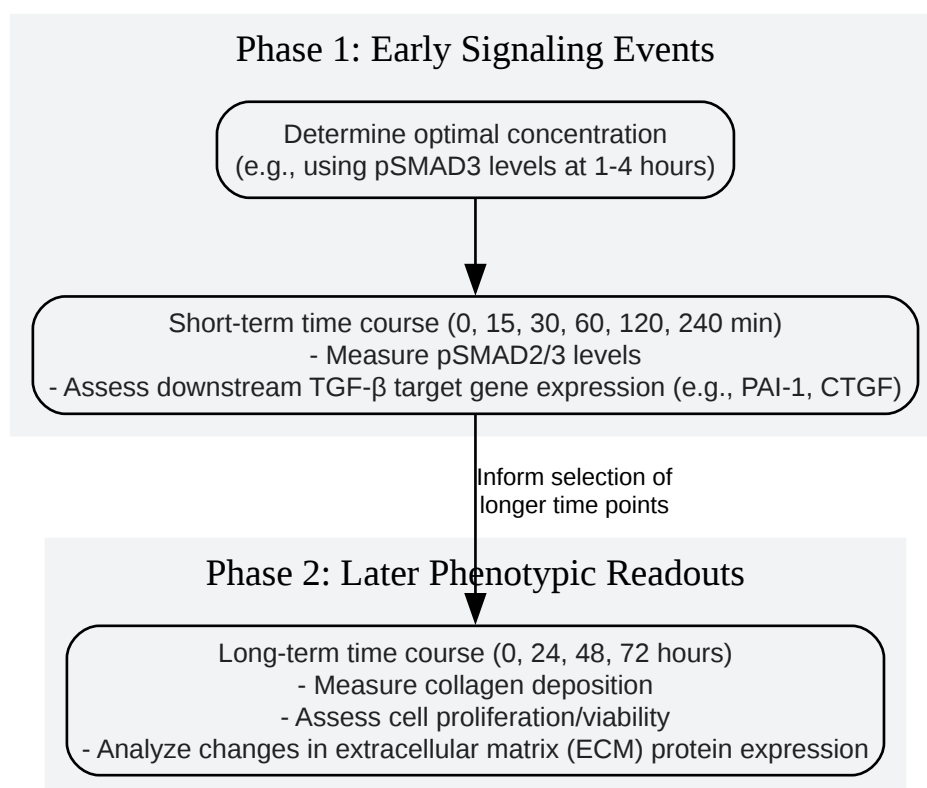 Phase 1: Early Signaling Events
Determine optimal concentration
(e.g., using pSMAD3 levels at 1-4 hours)
Short-term time course (0, 15, 30, 60, 120, 240 min)
- Measure pSMAD2/3 levels
- Assess downstream TGF-β target gene expression (e.g., PAI-1, CTGF)
Inform selection of
longer time points
Phase 2: Later Phenotypic Readouts
Long-term time course (0, 24, 48, 72 hours)
- Measure collagen deposition
- Assess cell proliferation/viability
- Analyze changes in extracellular matrix (ECM) protein expression